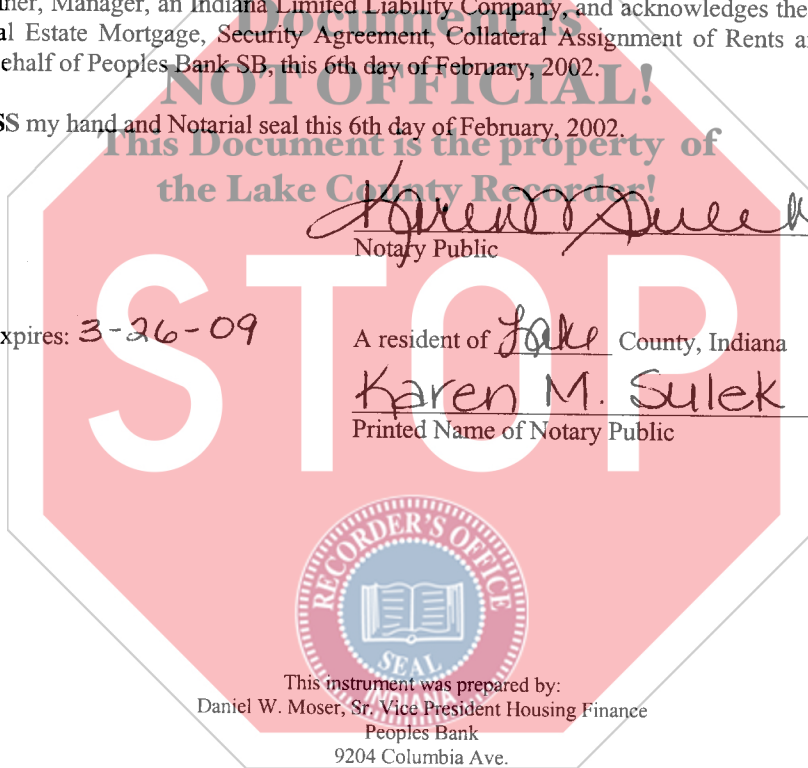 Document is
ner, Manager, an Indiana Limited Liability Company, and acknowledges the
al Estate Mortgage, Security Agreement, Collateral Assignment of Rents a
ehalf of Peoples Bank SB, this 6th day of February, 2002.
NOT OFFICIAL!
SS my hand and Notarial seal this 6th day of February, 2002.
This Document is the property of
the Lake County Recorder!
Karen M Sulek
Notary Public
STOP
xpires: 3-26-09
A resident of Lake County, Indiana
Karen M. Sulek
Printed Name of Notary Public
RECORDER'S OFFICE
SEAL
INDIANA
This instrument was prepared by:
Daniel W. Moser, Sr. Vice President Housing Finance
Peoples Bank
9204 Columbia Ave.